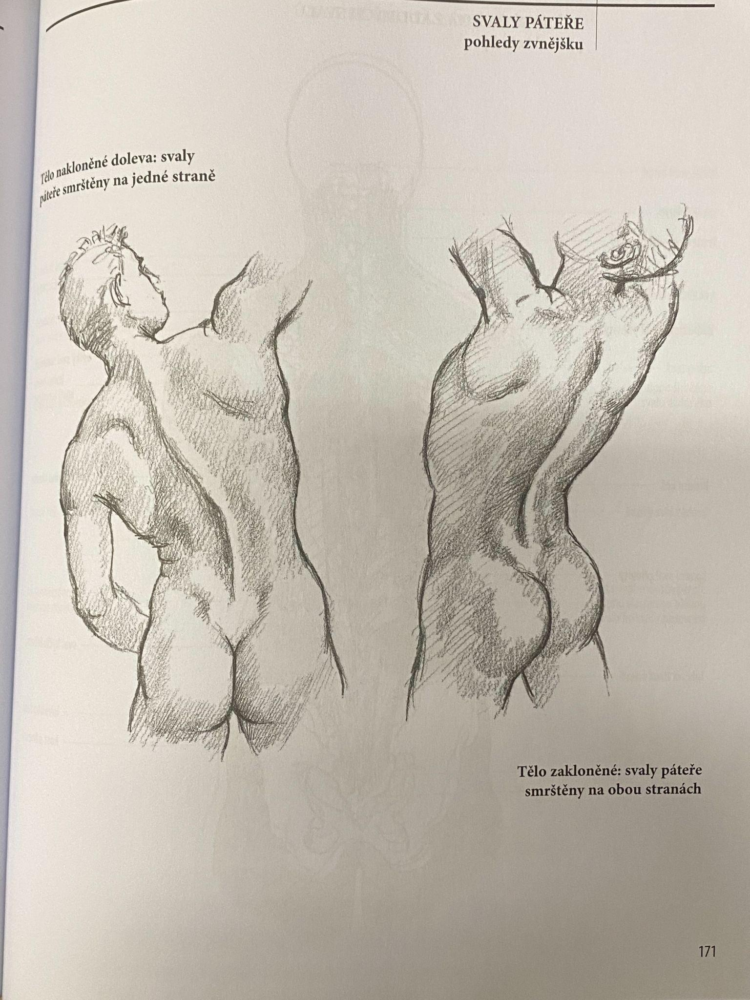 SVALY PÁTEŘE
pohledy zvnějšku
Tělo nakloněné doleva: svaly
páteře smrštěny na jedné straně
Tělo zakloněné: svaly páteře
smrštěny na obou stranách
171